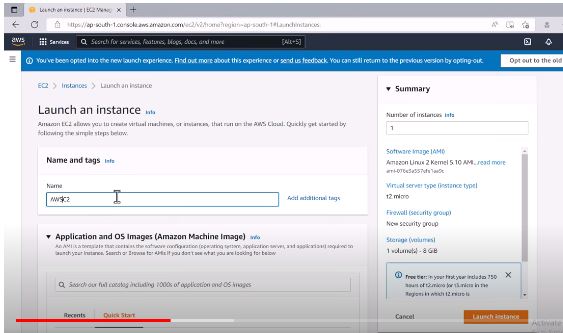 Launch an instance | EC2 Manag
https://ap-south-1.console.aws.amazon.com/ec2/v2/home?region=ap-south-1#LaunchInstances:
aws
Services
Search for services, features, blogs, docs, and more
[Alt+S]
You've been opted into the new launch experience. Find out more about this experience or send us feedback. You can still return to the previous version by opting-out.
Opt out to the old
EC2 > Instances > Launch an instance
Launch an instance Info
Amazon EC2 allows you to create virtual machines, or instances, that run on the AWS Cloud. Quickly get started by
following the simple steps below.
Name and tags Info
Name
AWSC2
Add additional tags
Application and OS Images (Amazon Machine Image) Info
An AMI is a template that contains the software configuration (operating system, application server, and applications) required to
launch your instance. Search or Browse for AMIs if you don't see what you are looking for below
Search our full catalog including 1000s of application and OS images
Recents
Quick Start
Summary
Number of instances Info
1
Software Image (AMI)
Amazon Linux 2 Kernel 5.10 AMI...read more
Virtual server type (instance type)
t2.micro
Firewall (security group)
New security group
Storage (volumes)
1 volume(s) - 8 GiB
Free tier: In your first year includes 750
hours of t2.micro (or t3.micro in the
Regions in which t2.micro is
Cancel
Launch instance
Activate